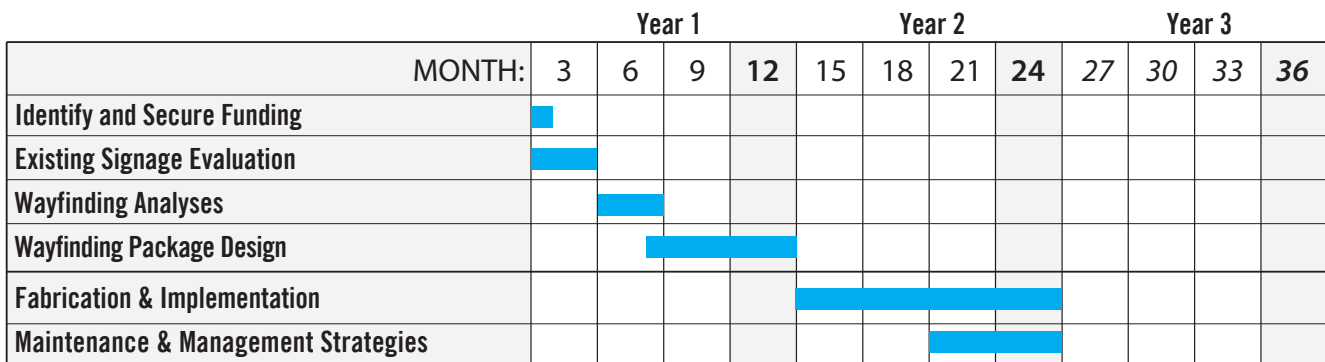 Year 1 Year 2 Year 3
MONTH: 3 6 9 12 15 18 21 24 27 30 33 36
Identify and Secure Funding
Existing Signage Evaluation
Wayfinding Analyses
Wayfinding Package Design
Fabrication & Implementation
Maintenance & Management Strategies